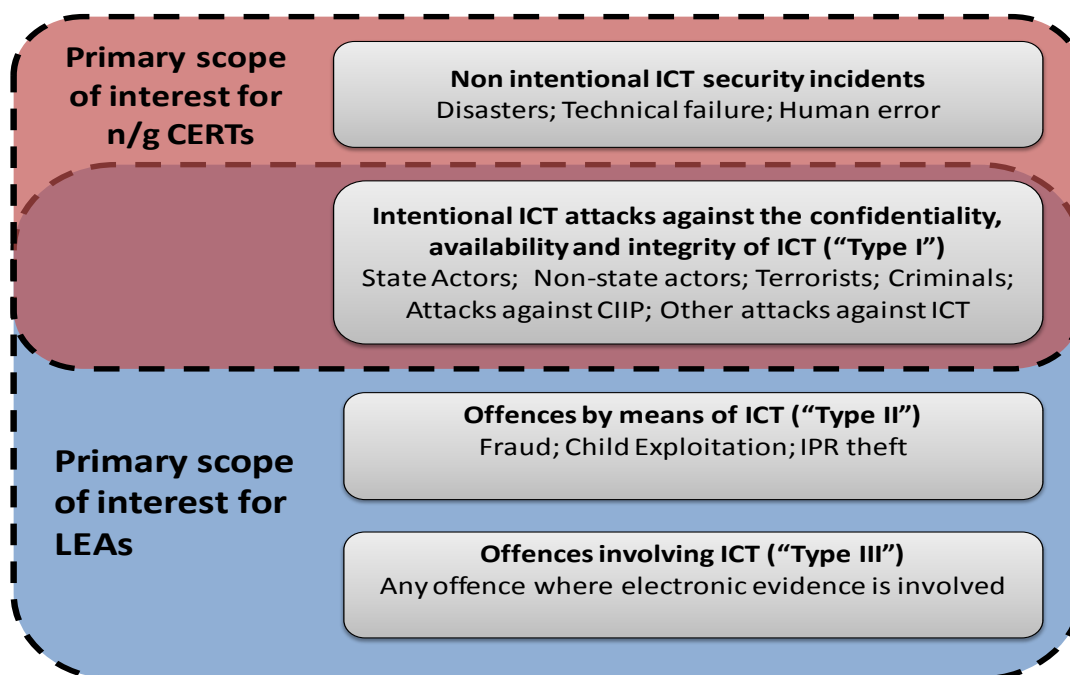 Primary scope
of interest for
n/g CERTs
Non intentional ICT security incidents
Disasters; Technical failure; Human error
Intentional ICT attacks against the confidentiality,
availability and integrity of ICT (“Type I”)
State Actors; Non-state actors; Terrorists; Criminals;
Attacks against CIIP; Other attacks against ICT
Primary scope
of interest for
LEAs
Offences by means of ICT (“Type II”)
Fraud; Child Exploitation; IPR theft
Offences involving ICT (“Type III”)
Any offence where electronic evidence is involved